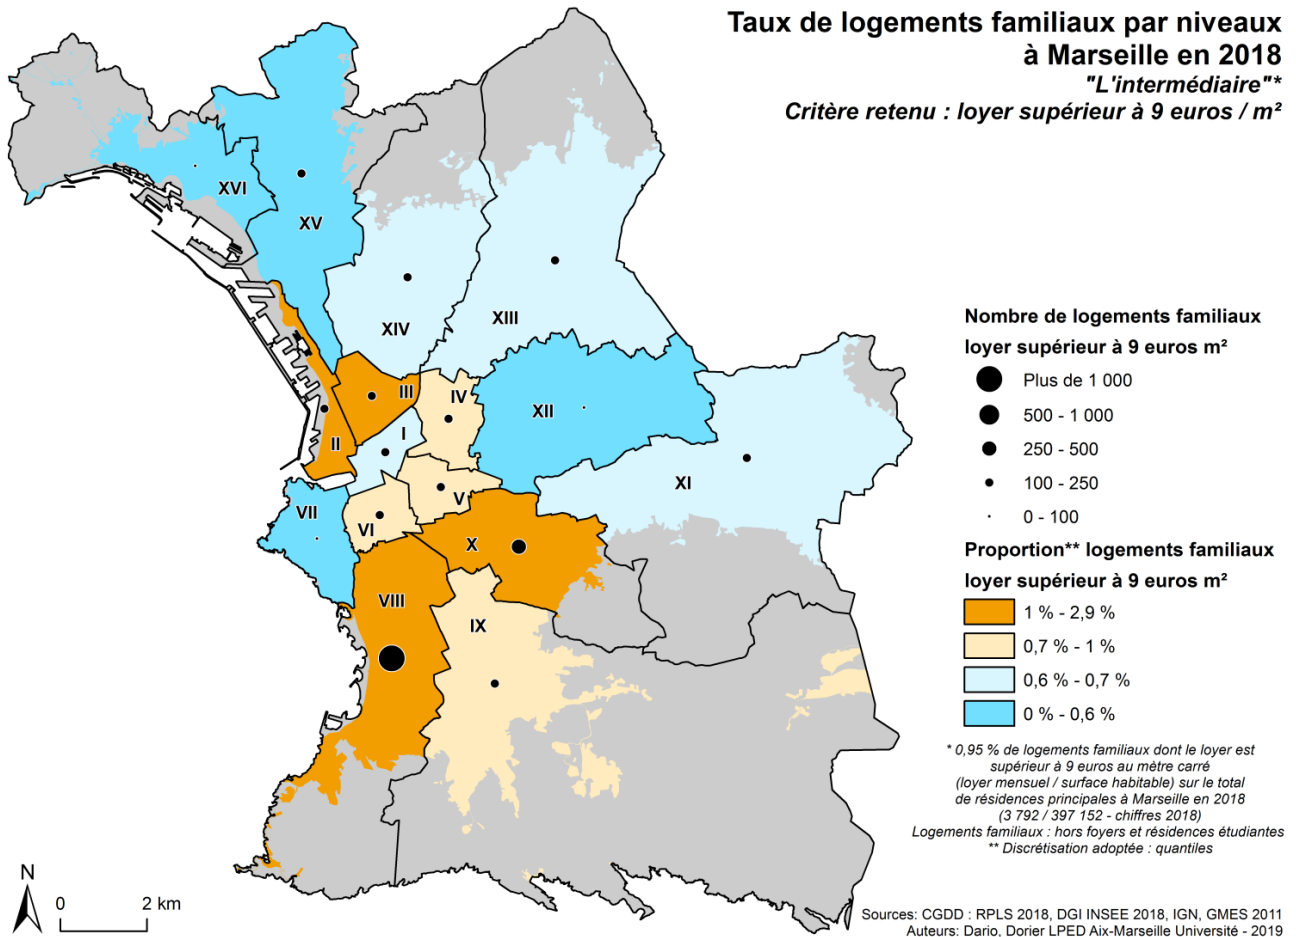 Taux de logements familiaux par niveaux
à Marseille en 2018
"L'intermédiaire"*
Critère retenu : loyer supérieur à 9 euros / m²
XVI
XV
XIV
XIII
III
IV
XII
I
II
XI
V
VII
VI
X
VIII
IX
Nombre de logements familiaux
loyer supérieur à 9 euros m²
Plus de 1 000
500 - 1 000
250 - 500
100 - 250
0 - 100
Proportion** logements familiaux
loyer supérieur à 9 euros m²
1 % - 2,9 %
0,7 % - 1 %
0,6 % - 0,7 %
0 % - 0,6 %
* 0,95 % de logements familiaux dont le loyer est
supérieur à 9 euros au mètre carré
(loyer mensuel / surface habitable) sur le total
de résidences principales à Marseille en 2018
(3 792 / 397 152 - chiffres 2018)
Logements familiaux : hors foyers et résidences étudiantes
** Discrétisation adoptée : quantiles
N
0 2 km
Sources: CGDD : RPLS 2018, DGI INSEE 2018, IGN, GMES 2011
Auteurs: Dario, Dorier LPED Aix-Marseille Université - 2019